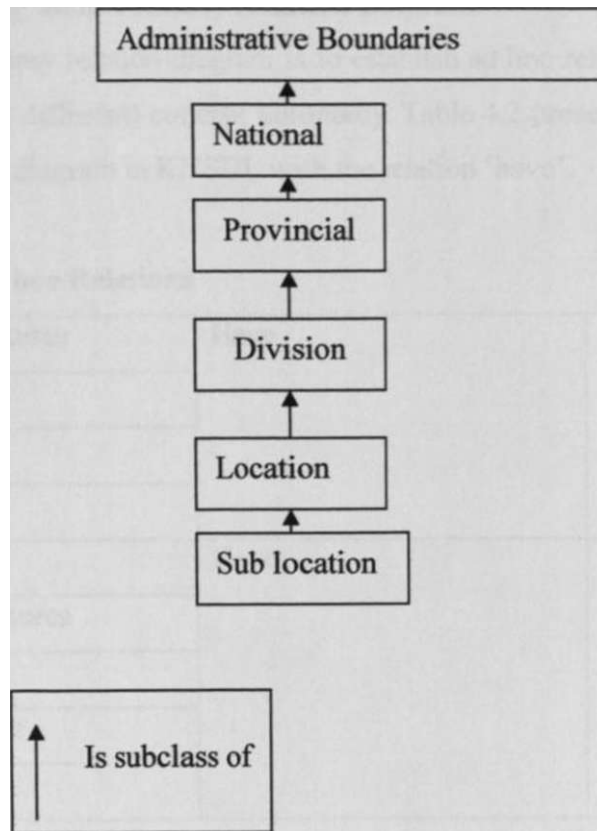 Administrative Boundaries
National
Provincial
Division
Location
Sub location
Is subclass of